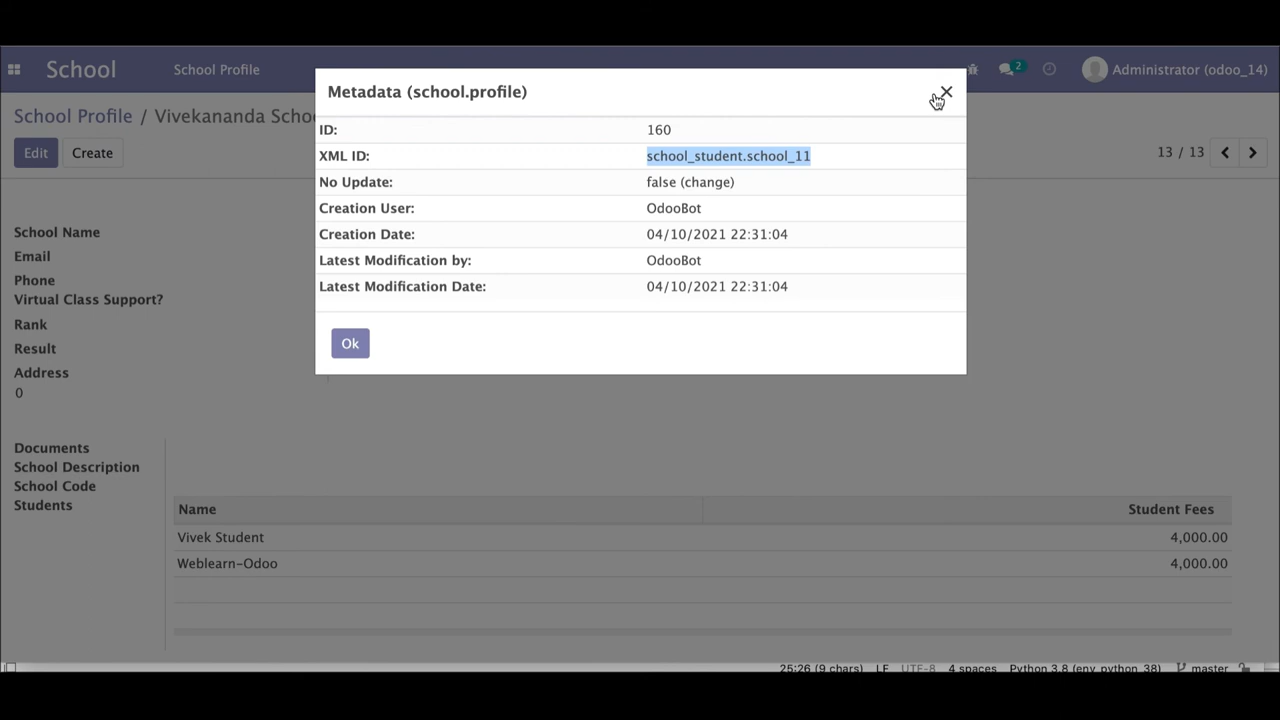 School School Profile 2 Administrator (odoo_14)
School Profile / Vivekananda Schoo
Edit Create 13 / 13
Metadata (school.profile)
ID: 160
XML ID: school_student.school_11
No Update: false (change)
Creation User: OdooBot
Creation Date: 04/10/2021 22:31:04
Latest Modification by: OdooBot
Latest Modification Date: 04/10/2021 22:31:04
Ok
School Name
Email
Phone
Virtual Class Support?
Rank
Result
Address
0
Documents
School Description
School Code
Students
Name Student Fees
Vivek Student 4,000.00
Weblearn-Odoo 4,000.00
25:26 (9 chars) LF UTF-8 4 spaces Python 3.8 (env_python_38) master